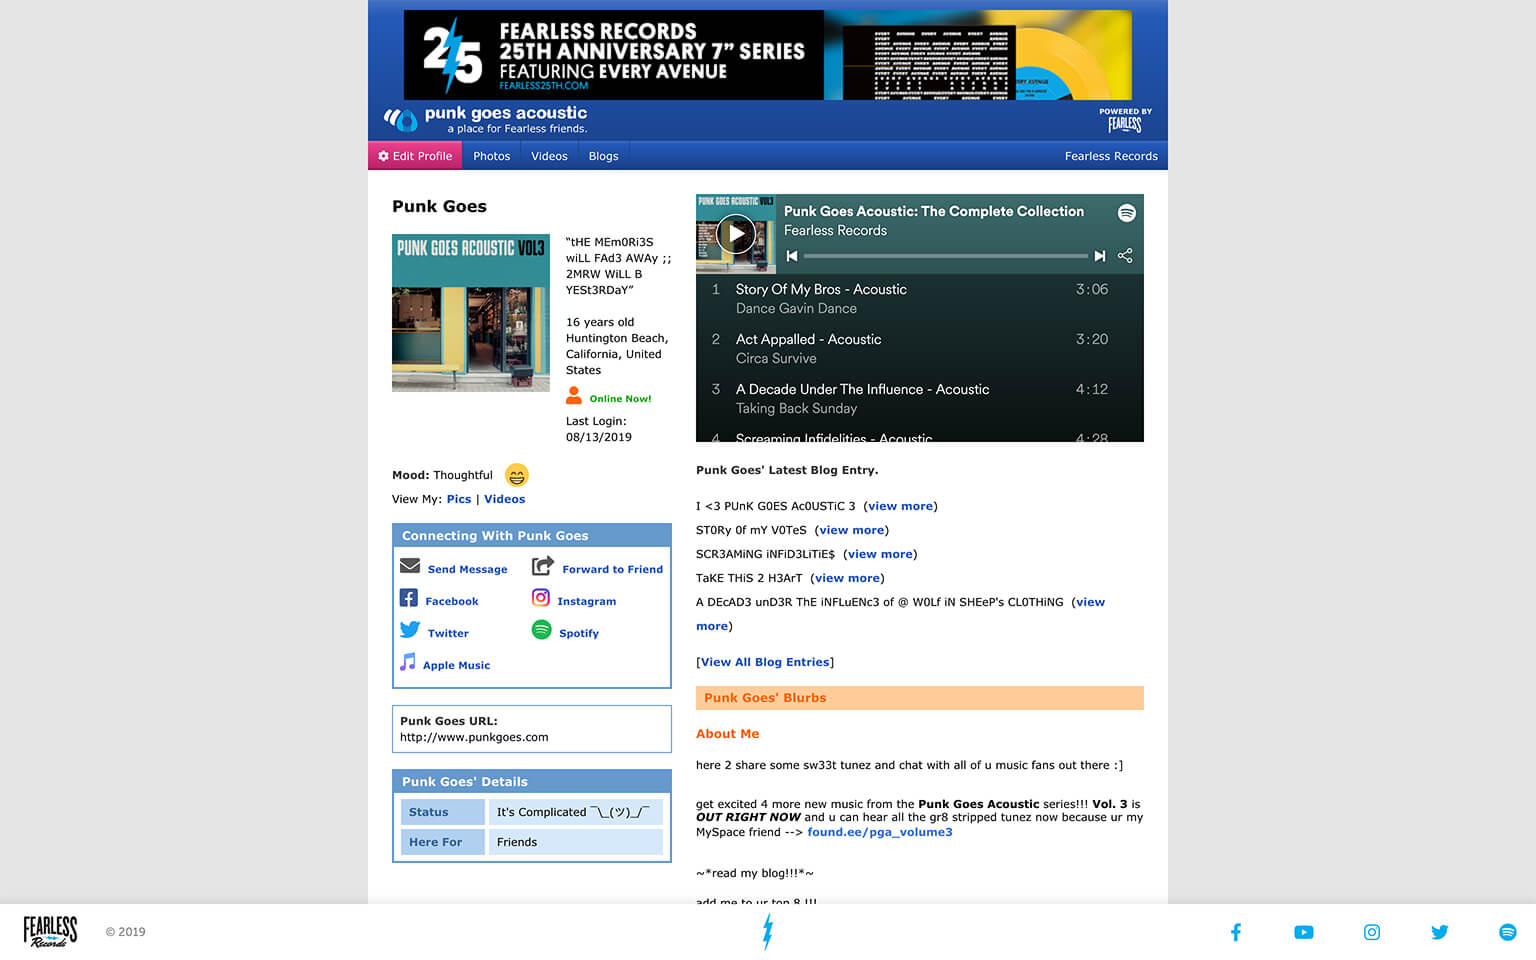 25
FEARLESS RECORDS
25TH ANNIVERSARY 7" SERIES
FEATURING EVERY AVENUE
FEARLESS25TH.COM
punk goes acoustic
a place for Fearless friends.
POWERED BY
FEARLESS
Edit Profile
Photos
Videos
Blogs
Fearless Records
Punk Goes
PUNK GOES ACOUSTIC VOL3
“tHE MEm0Ri3S
wiLL FAd3 AWAy ;;
2MRW WiLL B
YESt3RDaY”
16 years old
Huntington Beach,
California, United
States
Online Now!
Last Login:
08/13/2019
Mood: Thoughtful
View My: Pics | Videos
Connecting With Punk Goes
Send Message
Forward to Friend
Facebook
Instagram
Twitter
Spotify
Apple Music
Punk Goes URL:
http://www.punkgoes.com
Punk Goes' Details
Status
It's Complicated ¯\_(ツ)_/¯
Here For
Friends
PUNK GOES ACOUSTIC VOL3
Punk Goes Acoustic: The Complete Collection
Fearless Records
1 Story Of My Bros - Acoustic 3:06
Dance Gavin Dance
2 Act Appalled - Acoustic 3:20
Circa Survive
3 A Decade Under The Influence - Acoustic 4:12
Taking Back Sunday
4 Screaming Infidelities - Acoustic 4:28
Punk Goes' Latest Blog Entry.
I <3 PUnK G0ES Ac0USTiC 3 (view more)
ST0Ry 0f mY V0TeS (view more)
SCR3AMiNG iNFiD3LiTiE$ (view more)
TaKE THiS 2 H3ArT (view more)
A DEcAD3 unD3R ThE iNFLuENc3 of @ W0Lf iN SHEeP's CL0THiNG (view
more)
[View All Blog Entries]
Punk Goes' Blurbs
About Me
here 2 share some sw33t tunez and chat with all of u music fans out there :]
get excited 4 more new music from the Punk Goes Acoustic series!!! Vol. 3 is
OUT RIGHT NOW and u can hear all the gr8 stripped tunez now because ur my
MySpace friend --> found.ee/pga_volume3
~*read my blog!!!*~
add me to ur top 8 !!!
FEARLESS
Records
© 2019